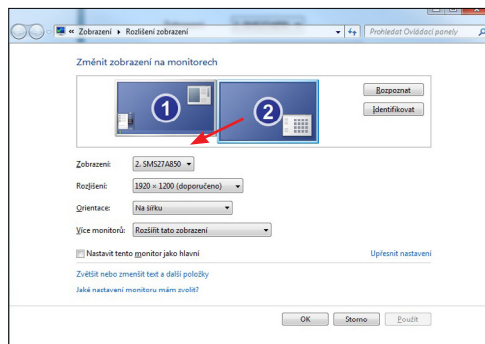 « Zobrazení ▸ Rozlišení zobrazení
Prohledat Ovládací panely
Změnit zobrazení na monitorech
1
2
Rozpoznat
Identifikovat
Zobrazení: 2. SMS27A850
Rozlišení: 1920 × 1200 (doporučeno)
Orientace: Na šířku
Více monitorů: Rozšířit tato zobrazení
Nastavit tento monitor jako hlavní
Upřesnit nastavení
Zvětšit nebo zmenšit text a další položky
Jaké nastavení monitoru mám zvolit?
OK Storno Použít